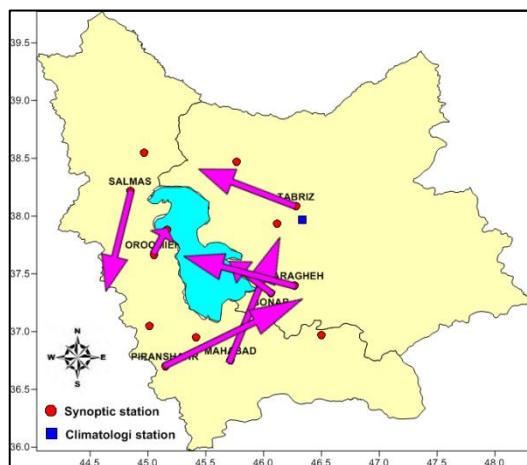 39.5
39.0
38.5
SALMAS
TABRIZ
38.0
37.5
37.0
MAHABAD
PIRANSHAHR
N
W E
S
36.5
Synoptic station
Climatologi station
36.0
44.5 45.0 45.5 46.0 46.5 47.0 47.5 48.0